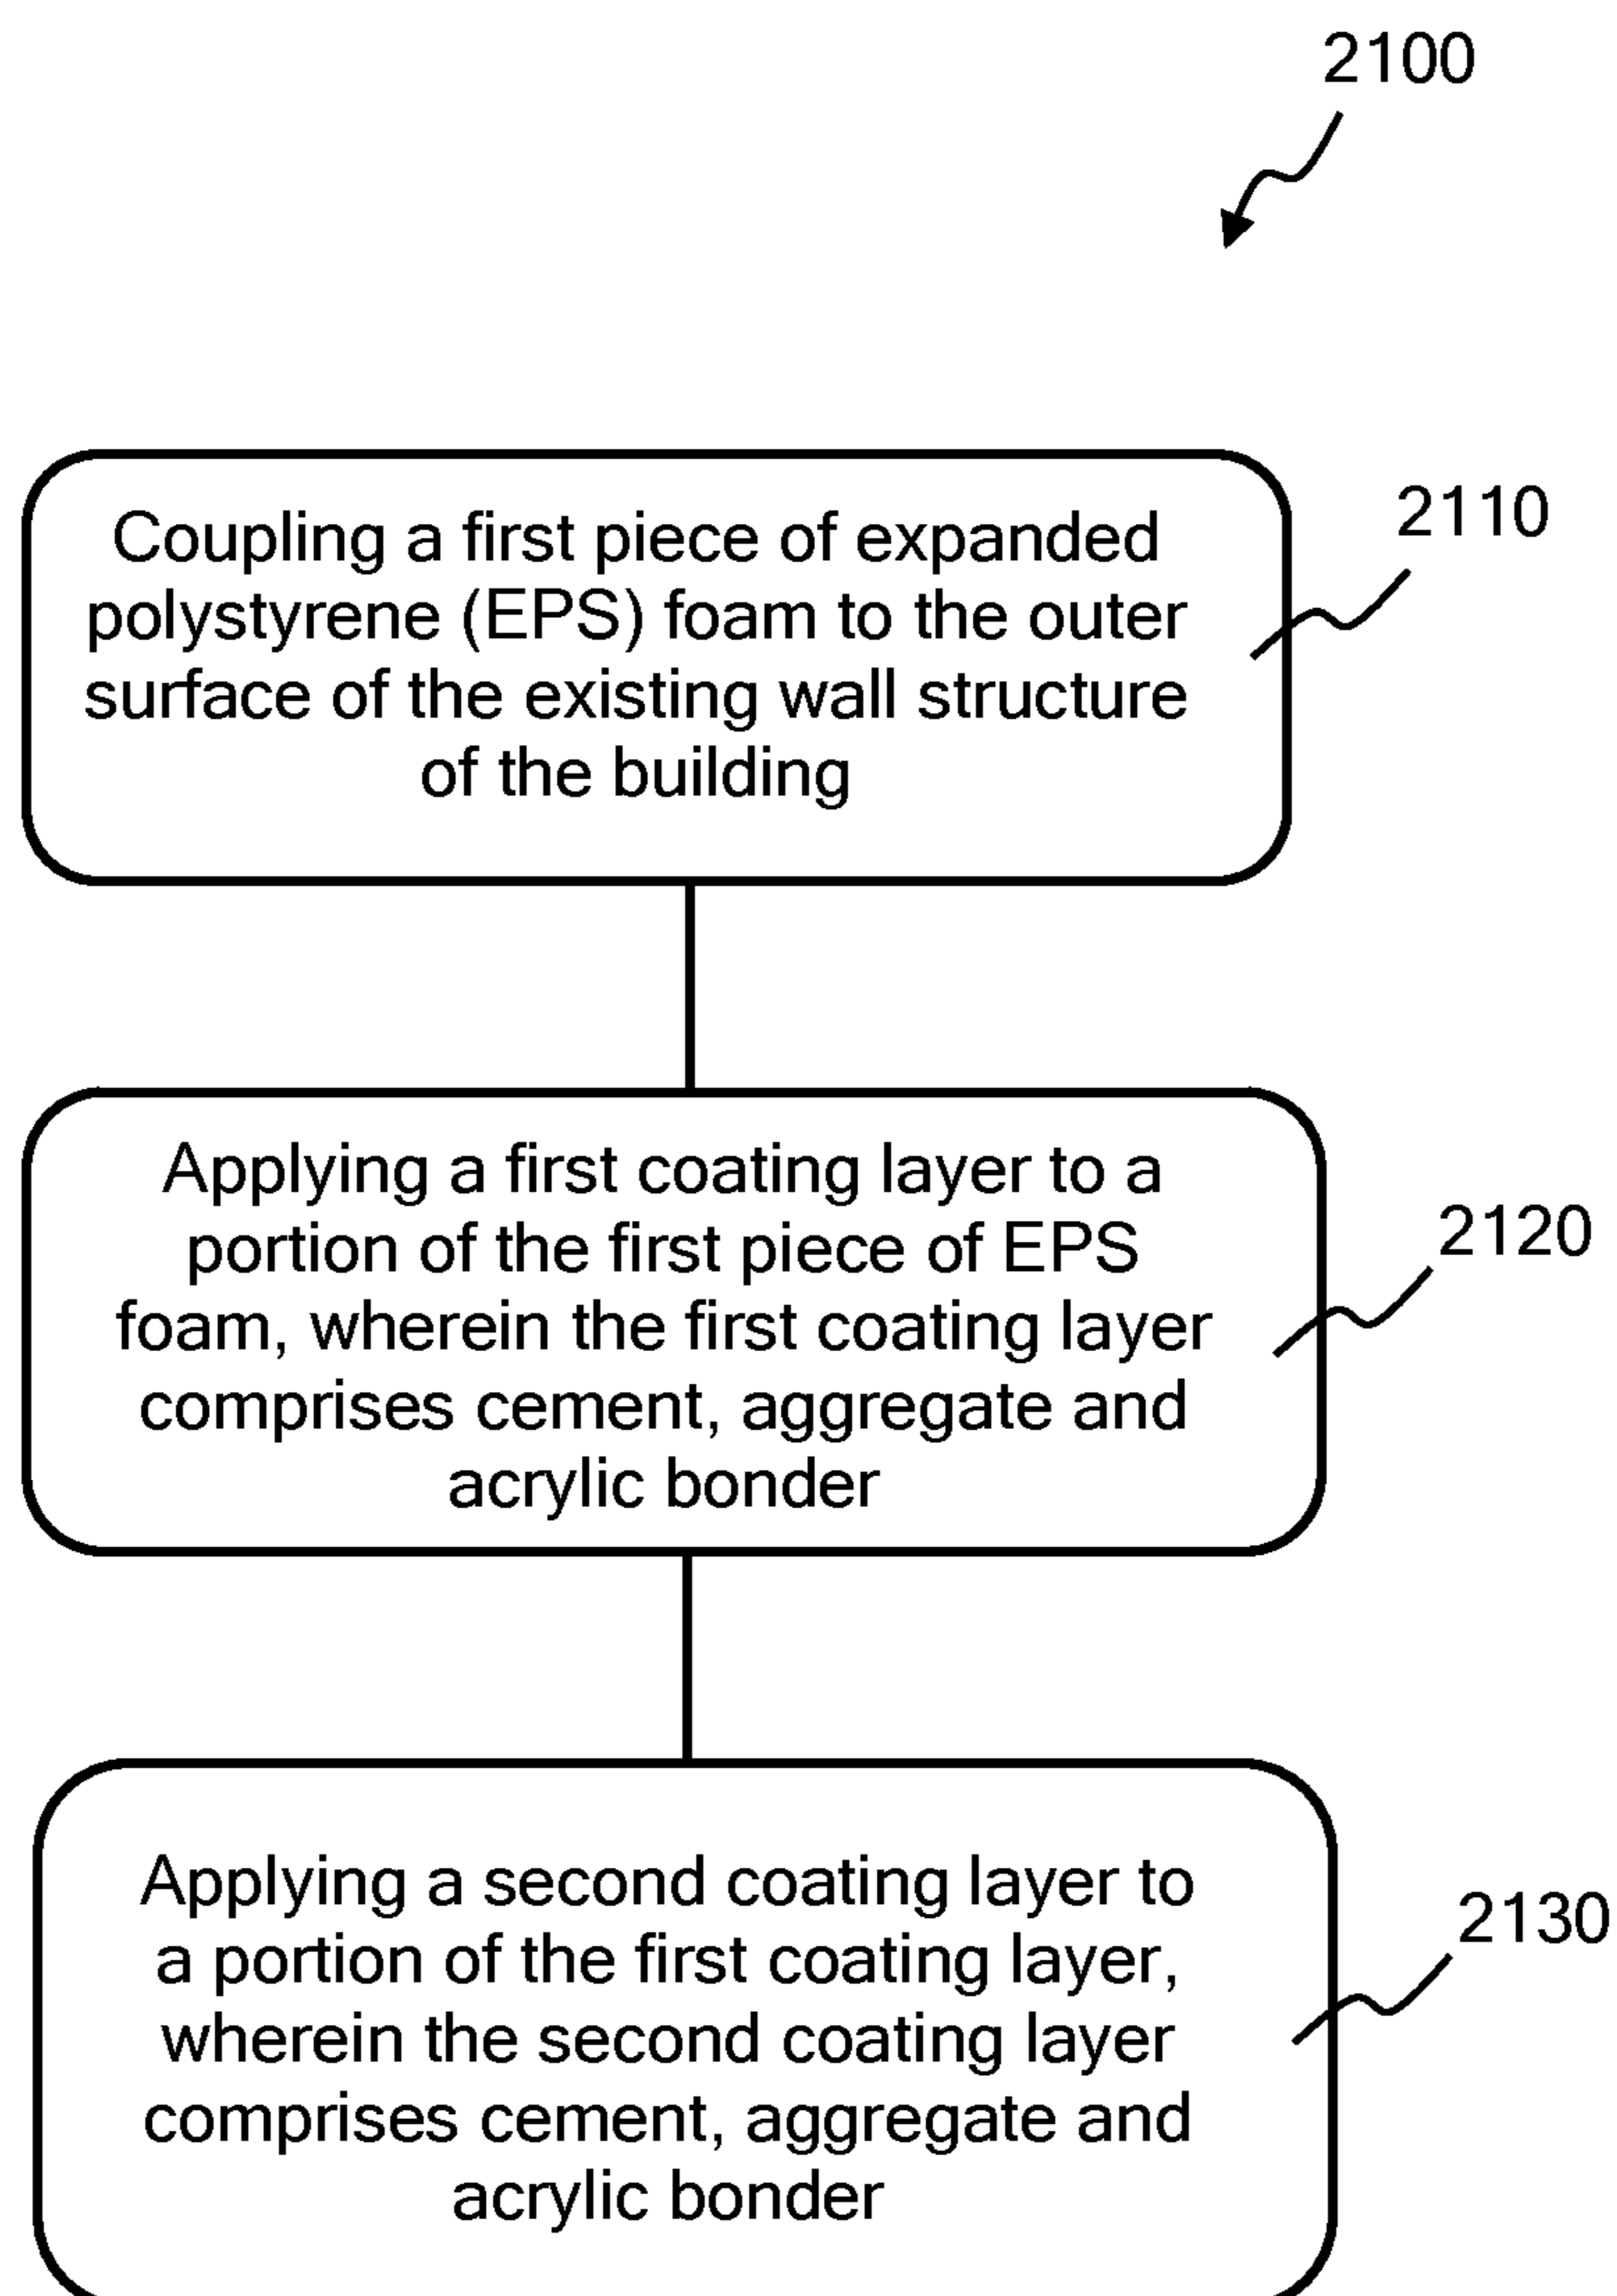 2100
Coupling a first piece of expanded
polystyrene (EPS) foam to the outer
surface of the existing wall structure
of the building
2110
Applying a first coating layer to a
portion of the first piece of EPS
foam, wherein the first coating layer
comprises cement, aggregate and
acrylic bonder
2120
Applying a second coating layer to
a portion of the first coating layer,
wherein the second coating layer
comprises cement, aggregate and
acrylic bonder
2130